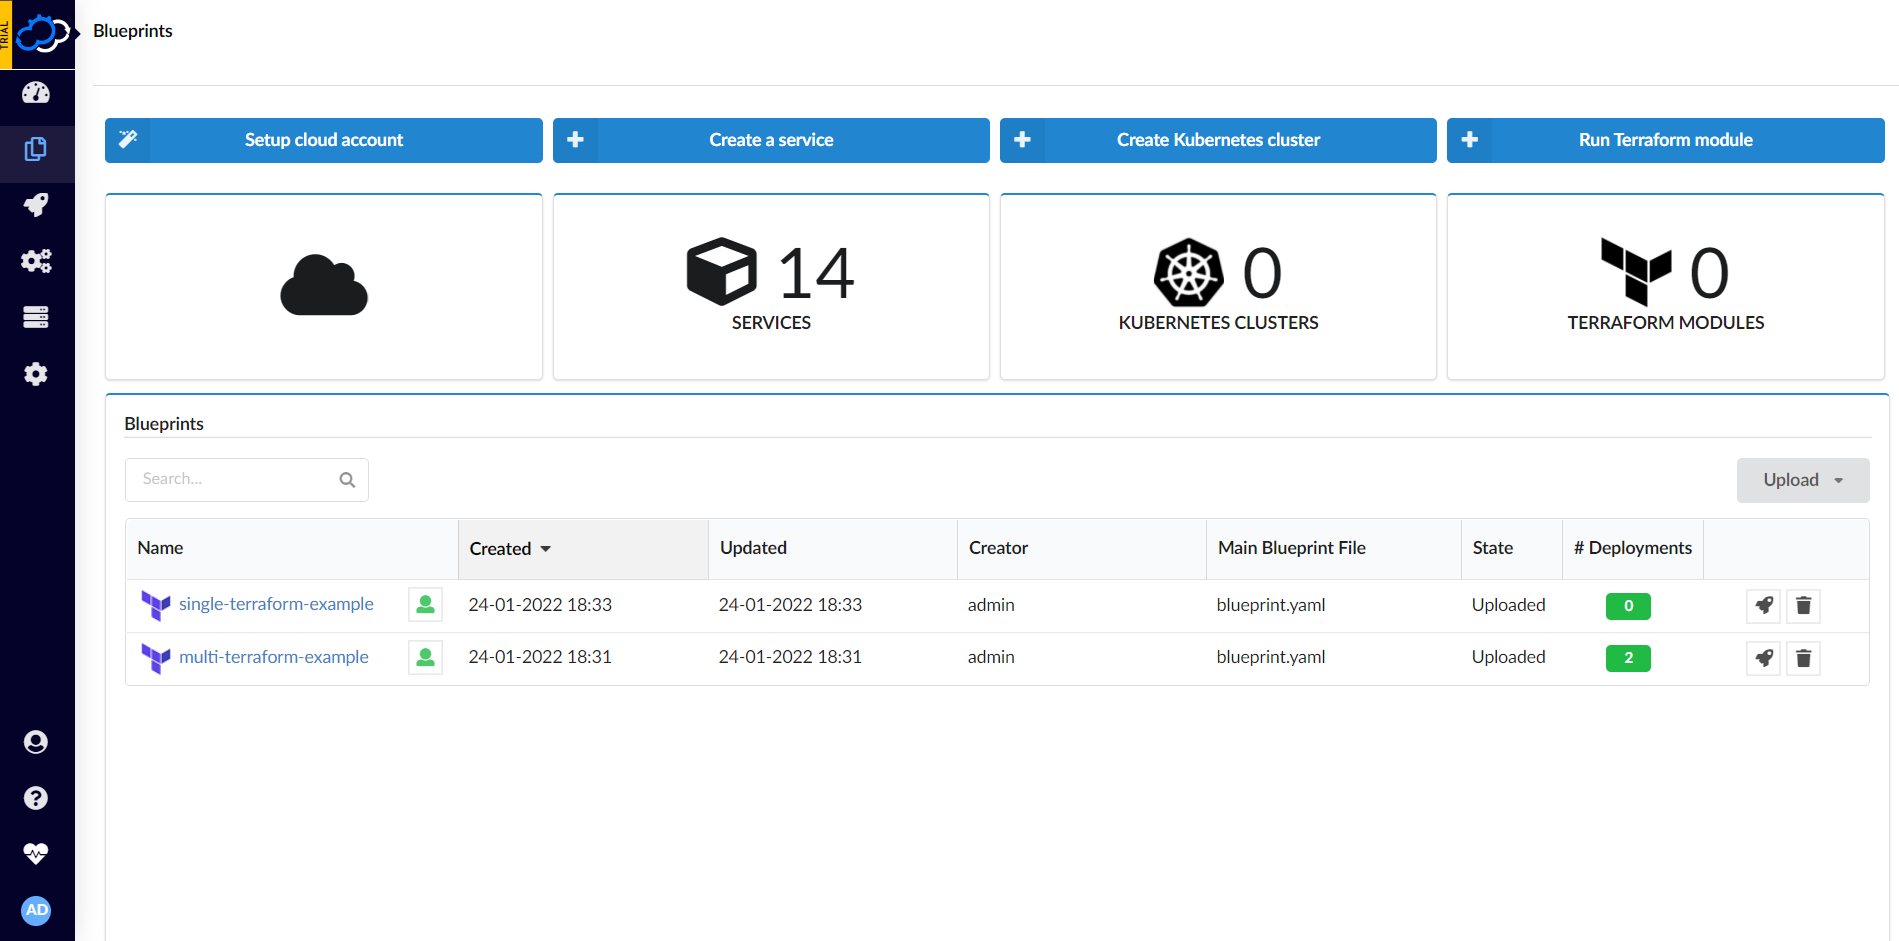 TRIAL
Blueprints
Setup cloud account
Create a service
Create Kubernetes cluster
Run Terraform module
14
SERVICES
0
KUBERNETES CLUSTERS
0
TERRAFORM MODULES
Blueprints
Search...
Upload
Name Created Updated Creator Main Blueprint File State # Deployments
single-terraform-example 24-01-2022 18:33 24-01-2022 18:33 admin blueprint.yaml Uploaded 0
multi-terraform-example 24-01-2022 18:31 24-01-2022 18:31 admin blueprint.yaml Uploaded 2
AD